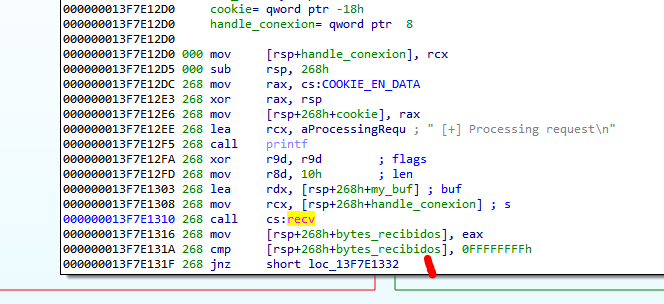 000000013F7E12D0 cookie= qword ptr -18h
000000013F7E12D0 handle_conexion= qword ptr  8
000000013F7E12D0
000000013F7E12D0 000 mov     [rsp+handle_conexion], rcx
000000013F7E12D5 000 sub     rsp, 268h
000000013F7E12DC 268 mov     rax, cs:COOKIE_EN_DATA
000000013F7E12E3 268 xor     rax, rsp
000000013F7E12E6 268 mov     [rsp+268h+cookie], rax
000000013F7E12EE 268 lea     rcx, aProcessingRequ ; " [+] Processing request\n"
000000013F7E12F5 268 call    printf
000000013F7E12FA 268 xor     r9d, r9d        ; flags
000000013F7E12FD 268 mov     r8d, 10h        ; len
000000013F7E1303 268 lea     rdx, [rsp+268h+my_buf] ; buf
000000013F7E1308 268 mov     rcx, [rsp+268h+handle_conexion] ; s
000000013F7E1310 268 call    cs:recv
000000013F7E1316 268 mov     [rsp+268h+bytes_recibidos], eax
000000013F7E131A 268 cmp     [rsp+268h+bytes_recibidos], 0FFFFFFFFh
000000013F7E131F 268 jnz     short loc_13F7E1332